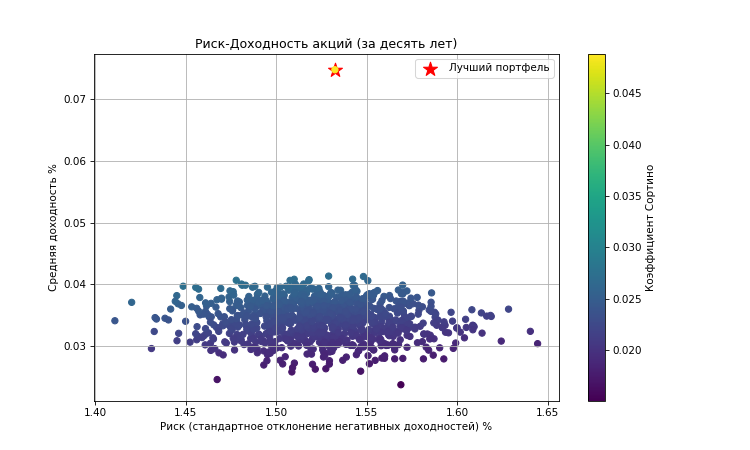 Риск-Доходность акций (за десять лет)
Лучший портфель
Средняя доходность %
0.07
0.06
0.05
0.04
0.03
1.40 1.45 1.50 1.55 1.60 1.65
Риск (стандартное отклонение негативных доходностей) %
0.045
0.040
0.035
0.030
0.025
0.020
Коэффициент Сортино